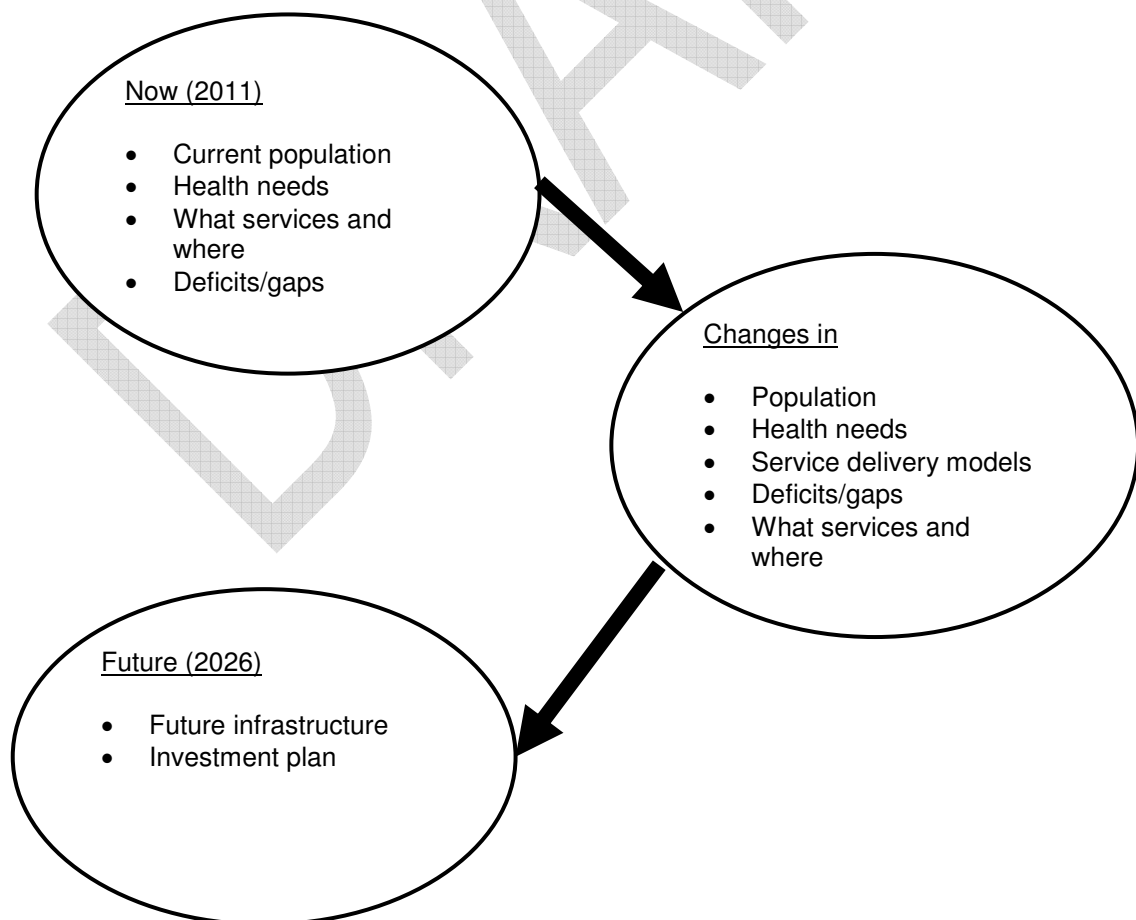 Now (2011)
• Current population
• Health needs
• What services and
where
• Deficits/gaps
Changes in
• Population
• Health needs
• Service delivery models
• Deficits/gaps
• What services and
where
Future (2026)
• Future infrastructure
• Investment plan